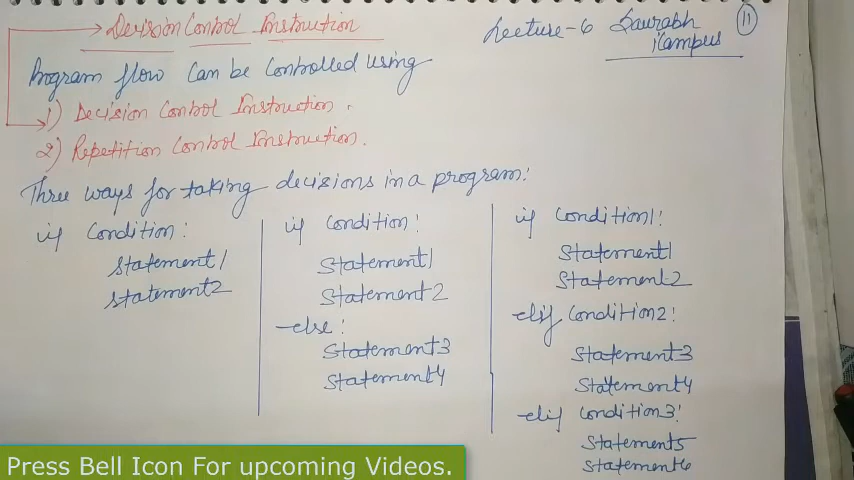 Decision Control Instruction
Lecture-6 Saurabh Kampus
11
Program flow Can be Controlled using
1) Decision Control Instruction.
2) Repetition Control Instruction.
Three ways for taking decisions in a program:
if Condition:
statement1
statement2
if Condition:
Statement1
Statement2
else:
Statement3
Statement4
if Condition1:
Statement1
Statement2
elif Condition2:
Statement3
Statement4
elif Condition3:
Statement5
Statement6
Press Bell Icon For upcoming Videos.